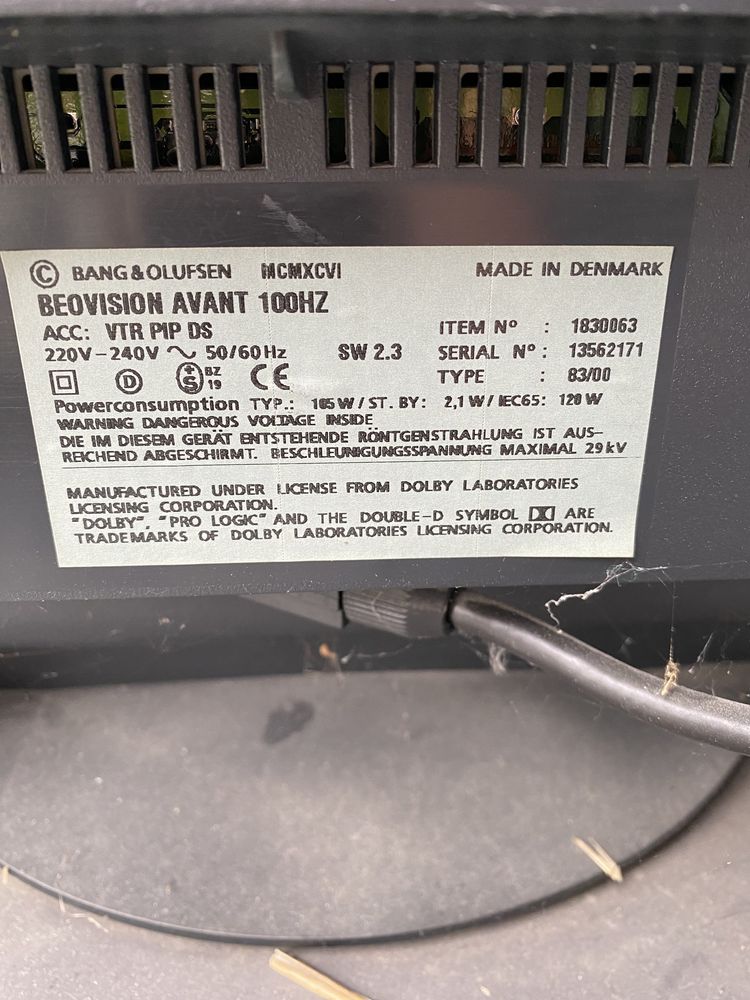 © BANG & OLUFSEN MCMXCVI MADE IN DENMARK
BEOVISION AVANT 100HZ
ACC: VTR PIP DS ITEM Nº : 1830063
220V–240V ~ 50/60 Hz SW 2.3 SERIAL Nº : 13562171
D S BZ 19 CE TYPE : 83/00
Powerconsumption TYP.: 165 W / ST. BY: 2,1 W / IEC65: 120 W
WARNING DANGEROUS VOLTAGE INSIDE
DIE IM DIESEM GERÄT ENTSTEHENDE RÖNTGENSTRAHLUNG IST AUS-
REICHEND ABGESCHIRMT. BESCHLEUNIGUNGSSPANNUNG MAXIMAL 29 kV
MANUFACTURED UNDER LICENSE FROM DOLBY LABORATORIES
LICENSING CORPORATION.
"DOLBY", "PRO LOGIC" AND THE DOUBLE-D SYMBOL ARE
TRADEMARKS OF DOLBY LABORATORIES LICENSING CORPORATION.